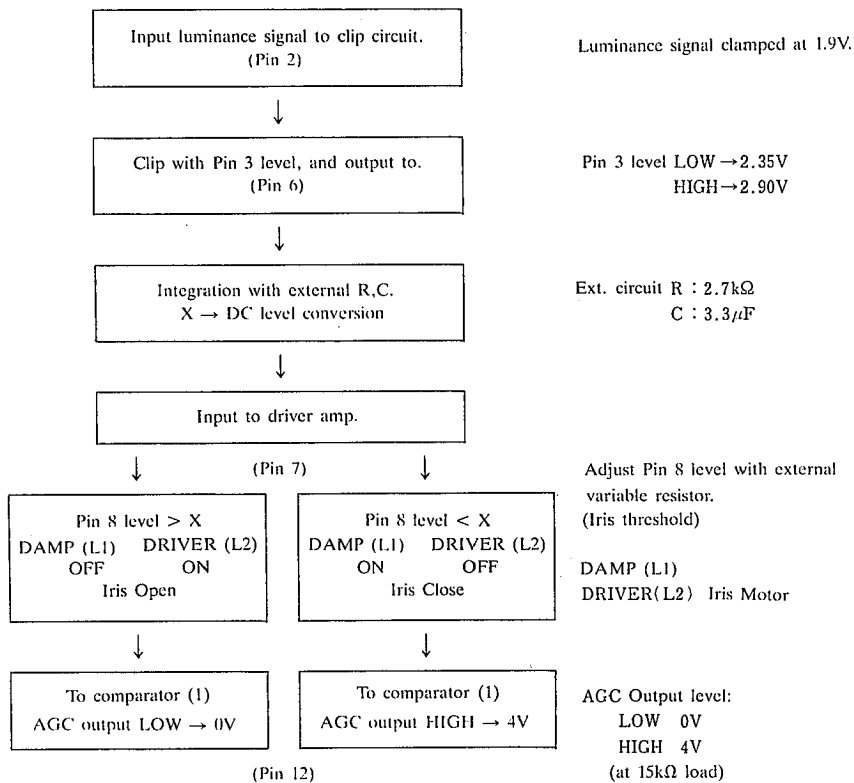 Input luminance signal to clip circuit.
(Pin 2)
Luminance signal clamped at 1.9V.
↓
Clip with Pin 3 level, and output to.
(Pin 6)
Pin 3 level LOW → 2.35V
HIGH → 2.90V
↓
Integration with external R,C.
X → DC level conversion
Ext. circuit R : 2.7kΩ
C : 3.3μF
↓
Input to driver amp.
↓ (Pin 7) ↓
Adjust Pin 8 level with external
variable resistor.
(Iris threshold)
Pin 8 level > X
DAMP (L1) DRIVER (L2)
OFF ON
Iris Open
Pin 8 level < X
DAMP (L1) DRIVER (L2)
ON OFF
Iris Close
DAMP (L1)
DRIVER(L2) Iris Motor
↓ ↓
To comparator (1)
AGC output LOW → 0V
To comparator (1)
AGC output HIGH → 4V
AGC Output level:
LOW 0V
HIGH 4V
(at 15kΩ load)
(Pin 12)